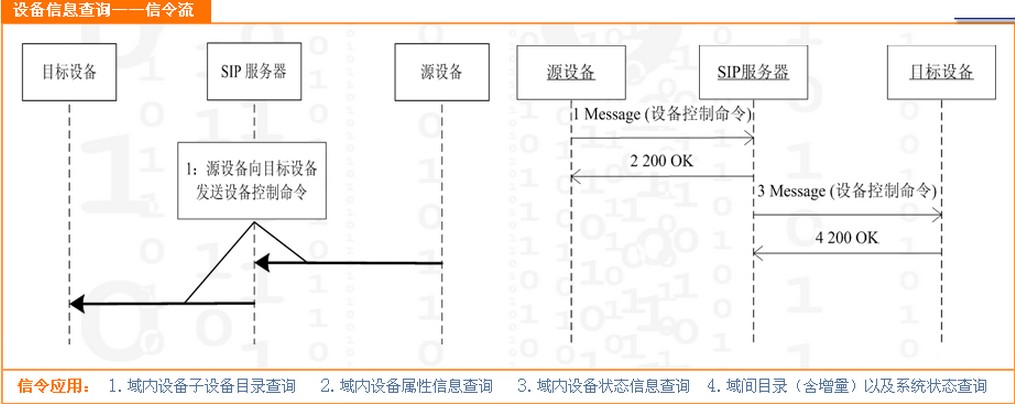 设备信息查询——信令流
目标设备
SIP 服务器
源设备
1：源设备向目标设备
发送设备控制命令
源设备
SIP服务器
目标设备
1 Message (设备控制命令)
2 200 OK
3 Message (设备控制命令)
4 200 OK
信令应用： 1.域内设备子设备目录查询 2.域内设备属性信息查询 3.域内设备状态信息查询 4.域间目录（含增量）以及系统状态查询